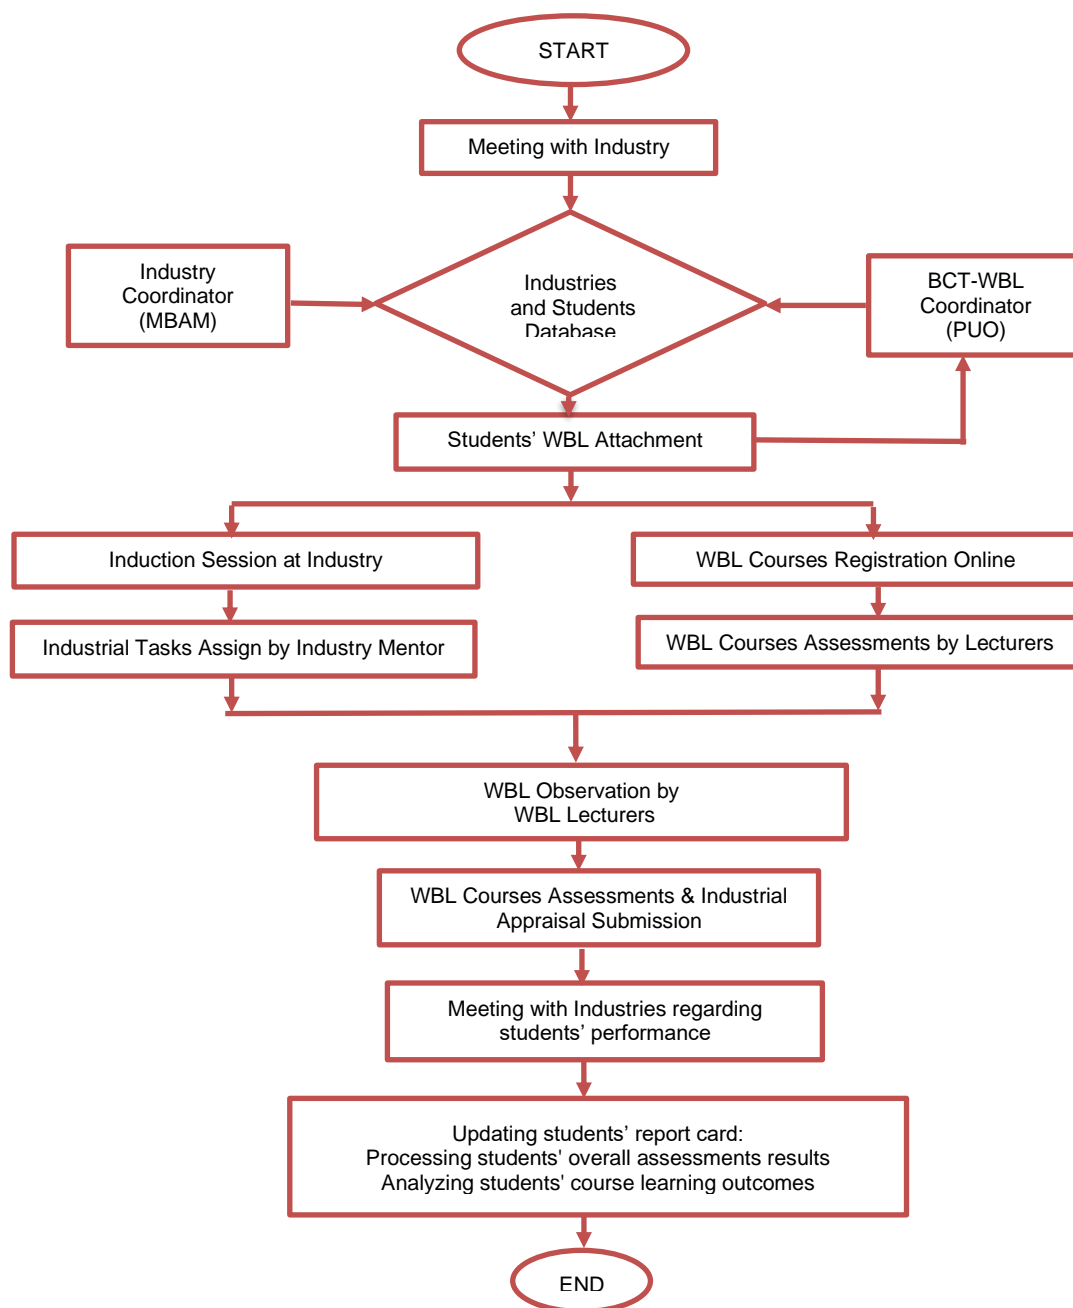 START
Meeting with Industry
Industry
Coordinator
(MBAM)
Industries
and Students
Database
BCT-WBL
Coordinator
(PUO)
Students’ WBL Attachment
Induction Session at Industry
WBL Courses Registration Online
Industrial Tasks Assign by Industry Mentor
WBL Courses Assessments by Lecturers
WBL Observation by
WBL Lecturers
WBL Courses Assessments & Industrial
Appraisal Submission
Meeting with Industries regarding
students’ performance
Updating students’ report card:
Processing students' overall assessments results
Analyzing students' course learning outcomes
END